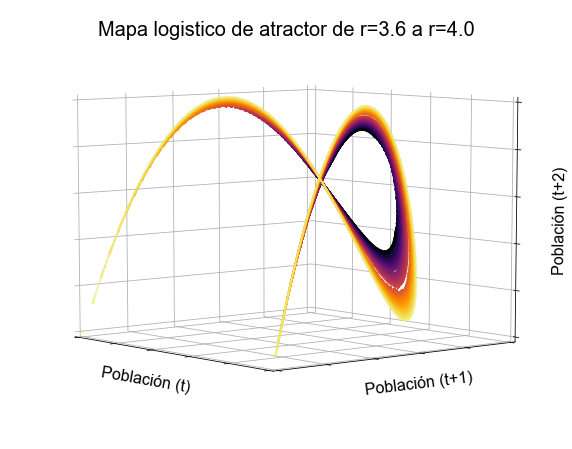 Mapa logistico de atractor de r=3.6 a r=4.0
Población (t+2)
Población (t)
Población (t+1)